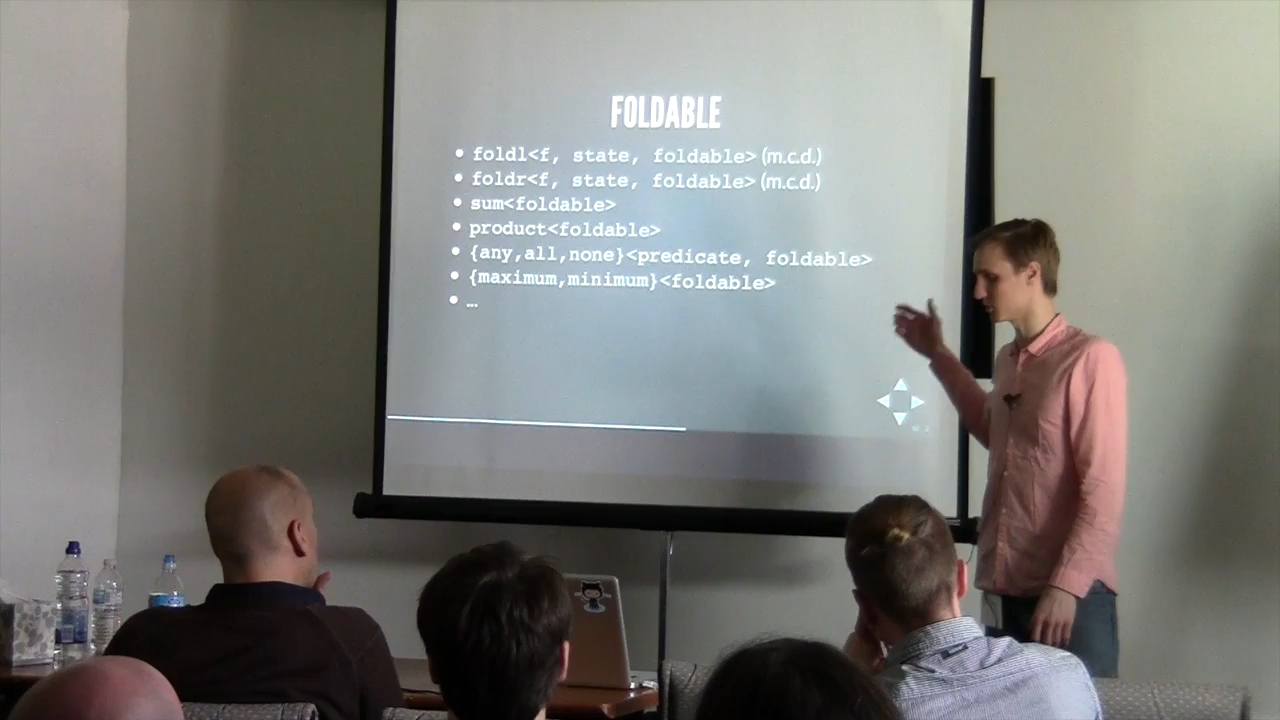 FOLDABLE
• foldl<f, state, foldable> (m.c.d.)
• foldr<f, state, foldable> (m.c.d.)
• sum<foldable>
• product<foldable>
• {any,all,none}<predicate, foldable>
• {maximum,minimum}<foldable>
• …